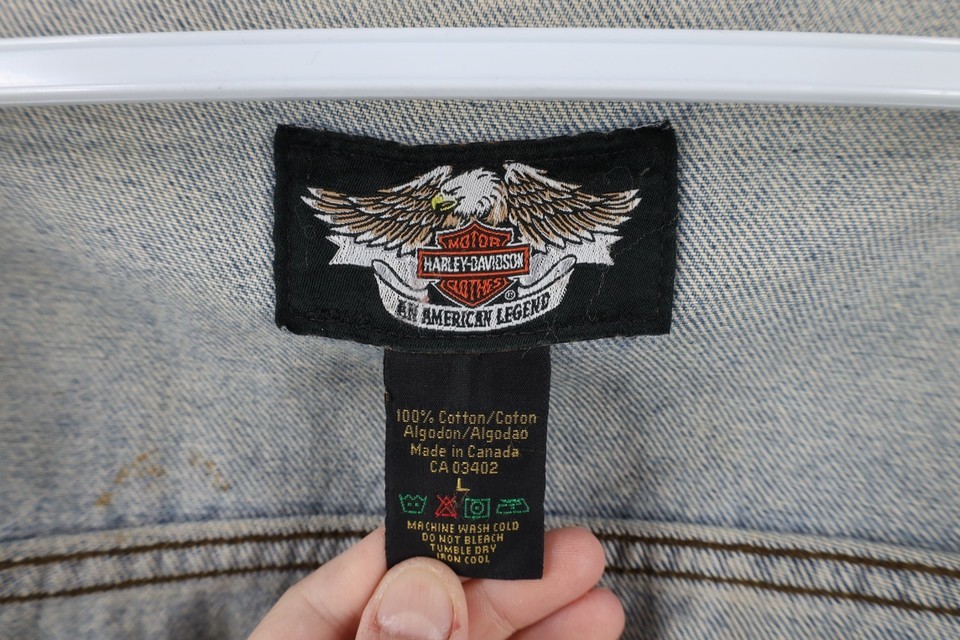 MOTOR
HARLEY-DAVIDSON
CLOTHES
®
AN AMERICAN LEGEND
100% Cotton/Coton
Algodon/Algodao
Made in Canada
CA 03402
L
MACHINE WASH COLD
DO NOT BLEACH
TUMBLE DRY
IRON COOL